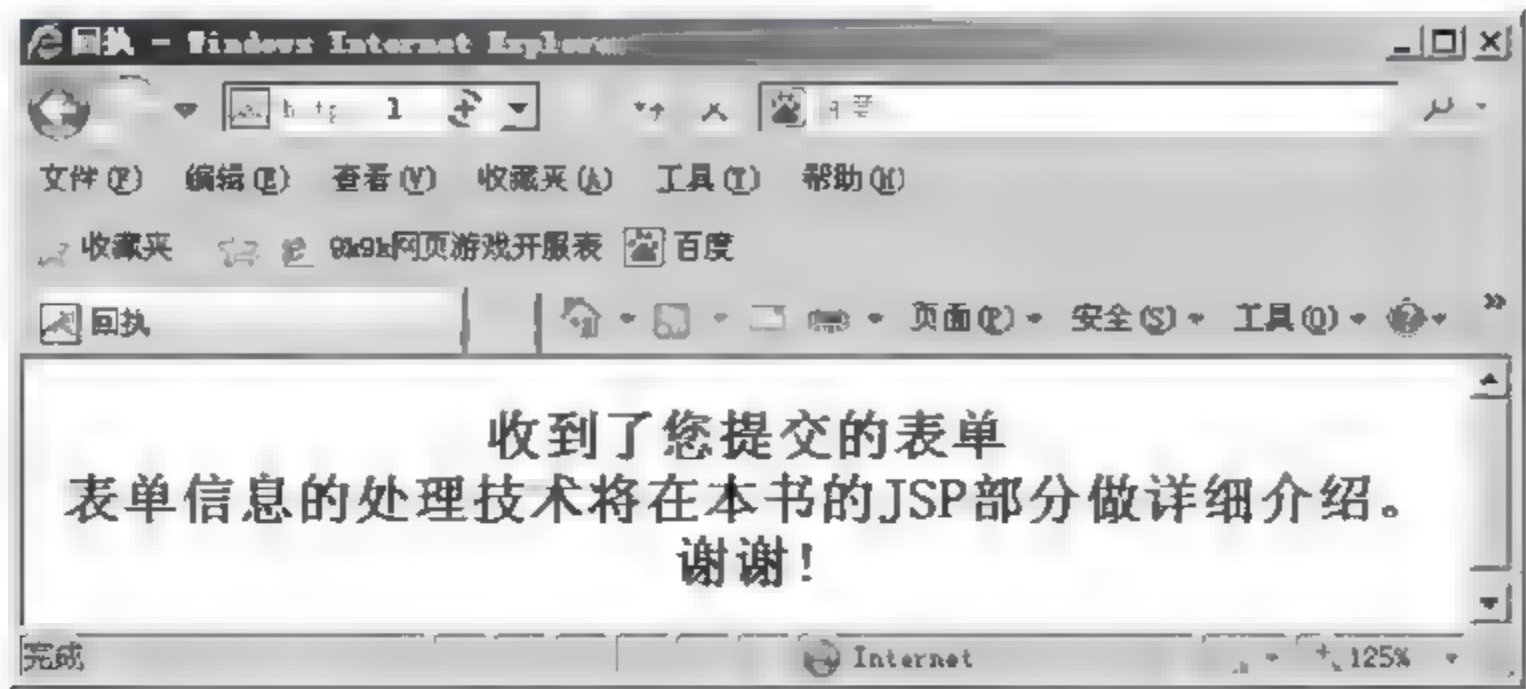 回执 - Windows Internet Explorer
文件(F) 编辑(E) 查看(V) 收藏夹(A) 工具(T) 帮助(H)
收藏夹 9k9k网页游戏开服表 百度
回执 页面(P) 安全(S) 工具(O)
收到了您提交的表单
表单信息的处理技术将在本书的JSP部分做详细介绍。
谢谢!
完成 Internet 125%